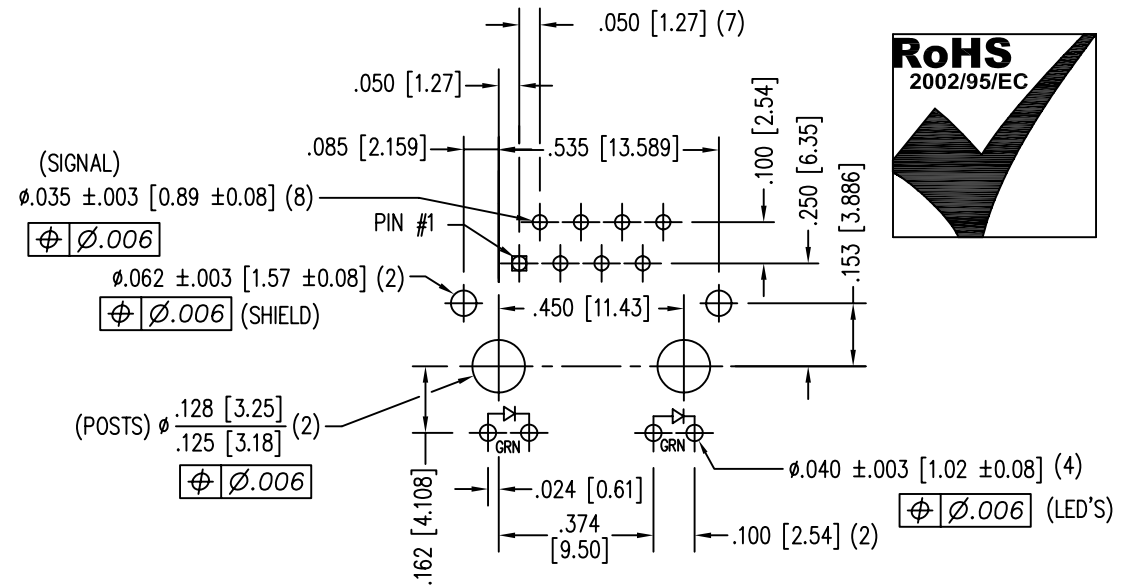 .050 [1.27] (7)
RoHS
2002/95/EC
.050 [1.27]
.100 [2.54]
.085 [2.159]
.535 [13.589]
.250 [6.35]
(SIGNAL)
ø.035 ±.003 [0.89 ±0.08] (8)
⌖ Ø.006
PIN #1
.153 [3.886]
ø.062 ±.003 [1.57 ±0.08] (2)
⌖ Ø.006 (SHIELD)
.450 [11.43]
(POSTS) ø .128 [3.25]
.125 [3.18] (2)
⌖ Ø.006
GRN
GRN
ø.040 ±.003 [1.02 ±0.08] (4)
⌖ Ø.006 (LED'S)
.162 [4.108]
.024 [0.61]
.374
[9.50]
.100 [2.54] (2)